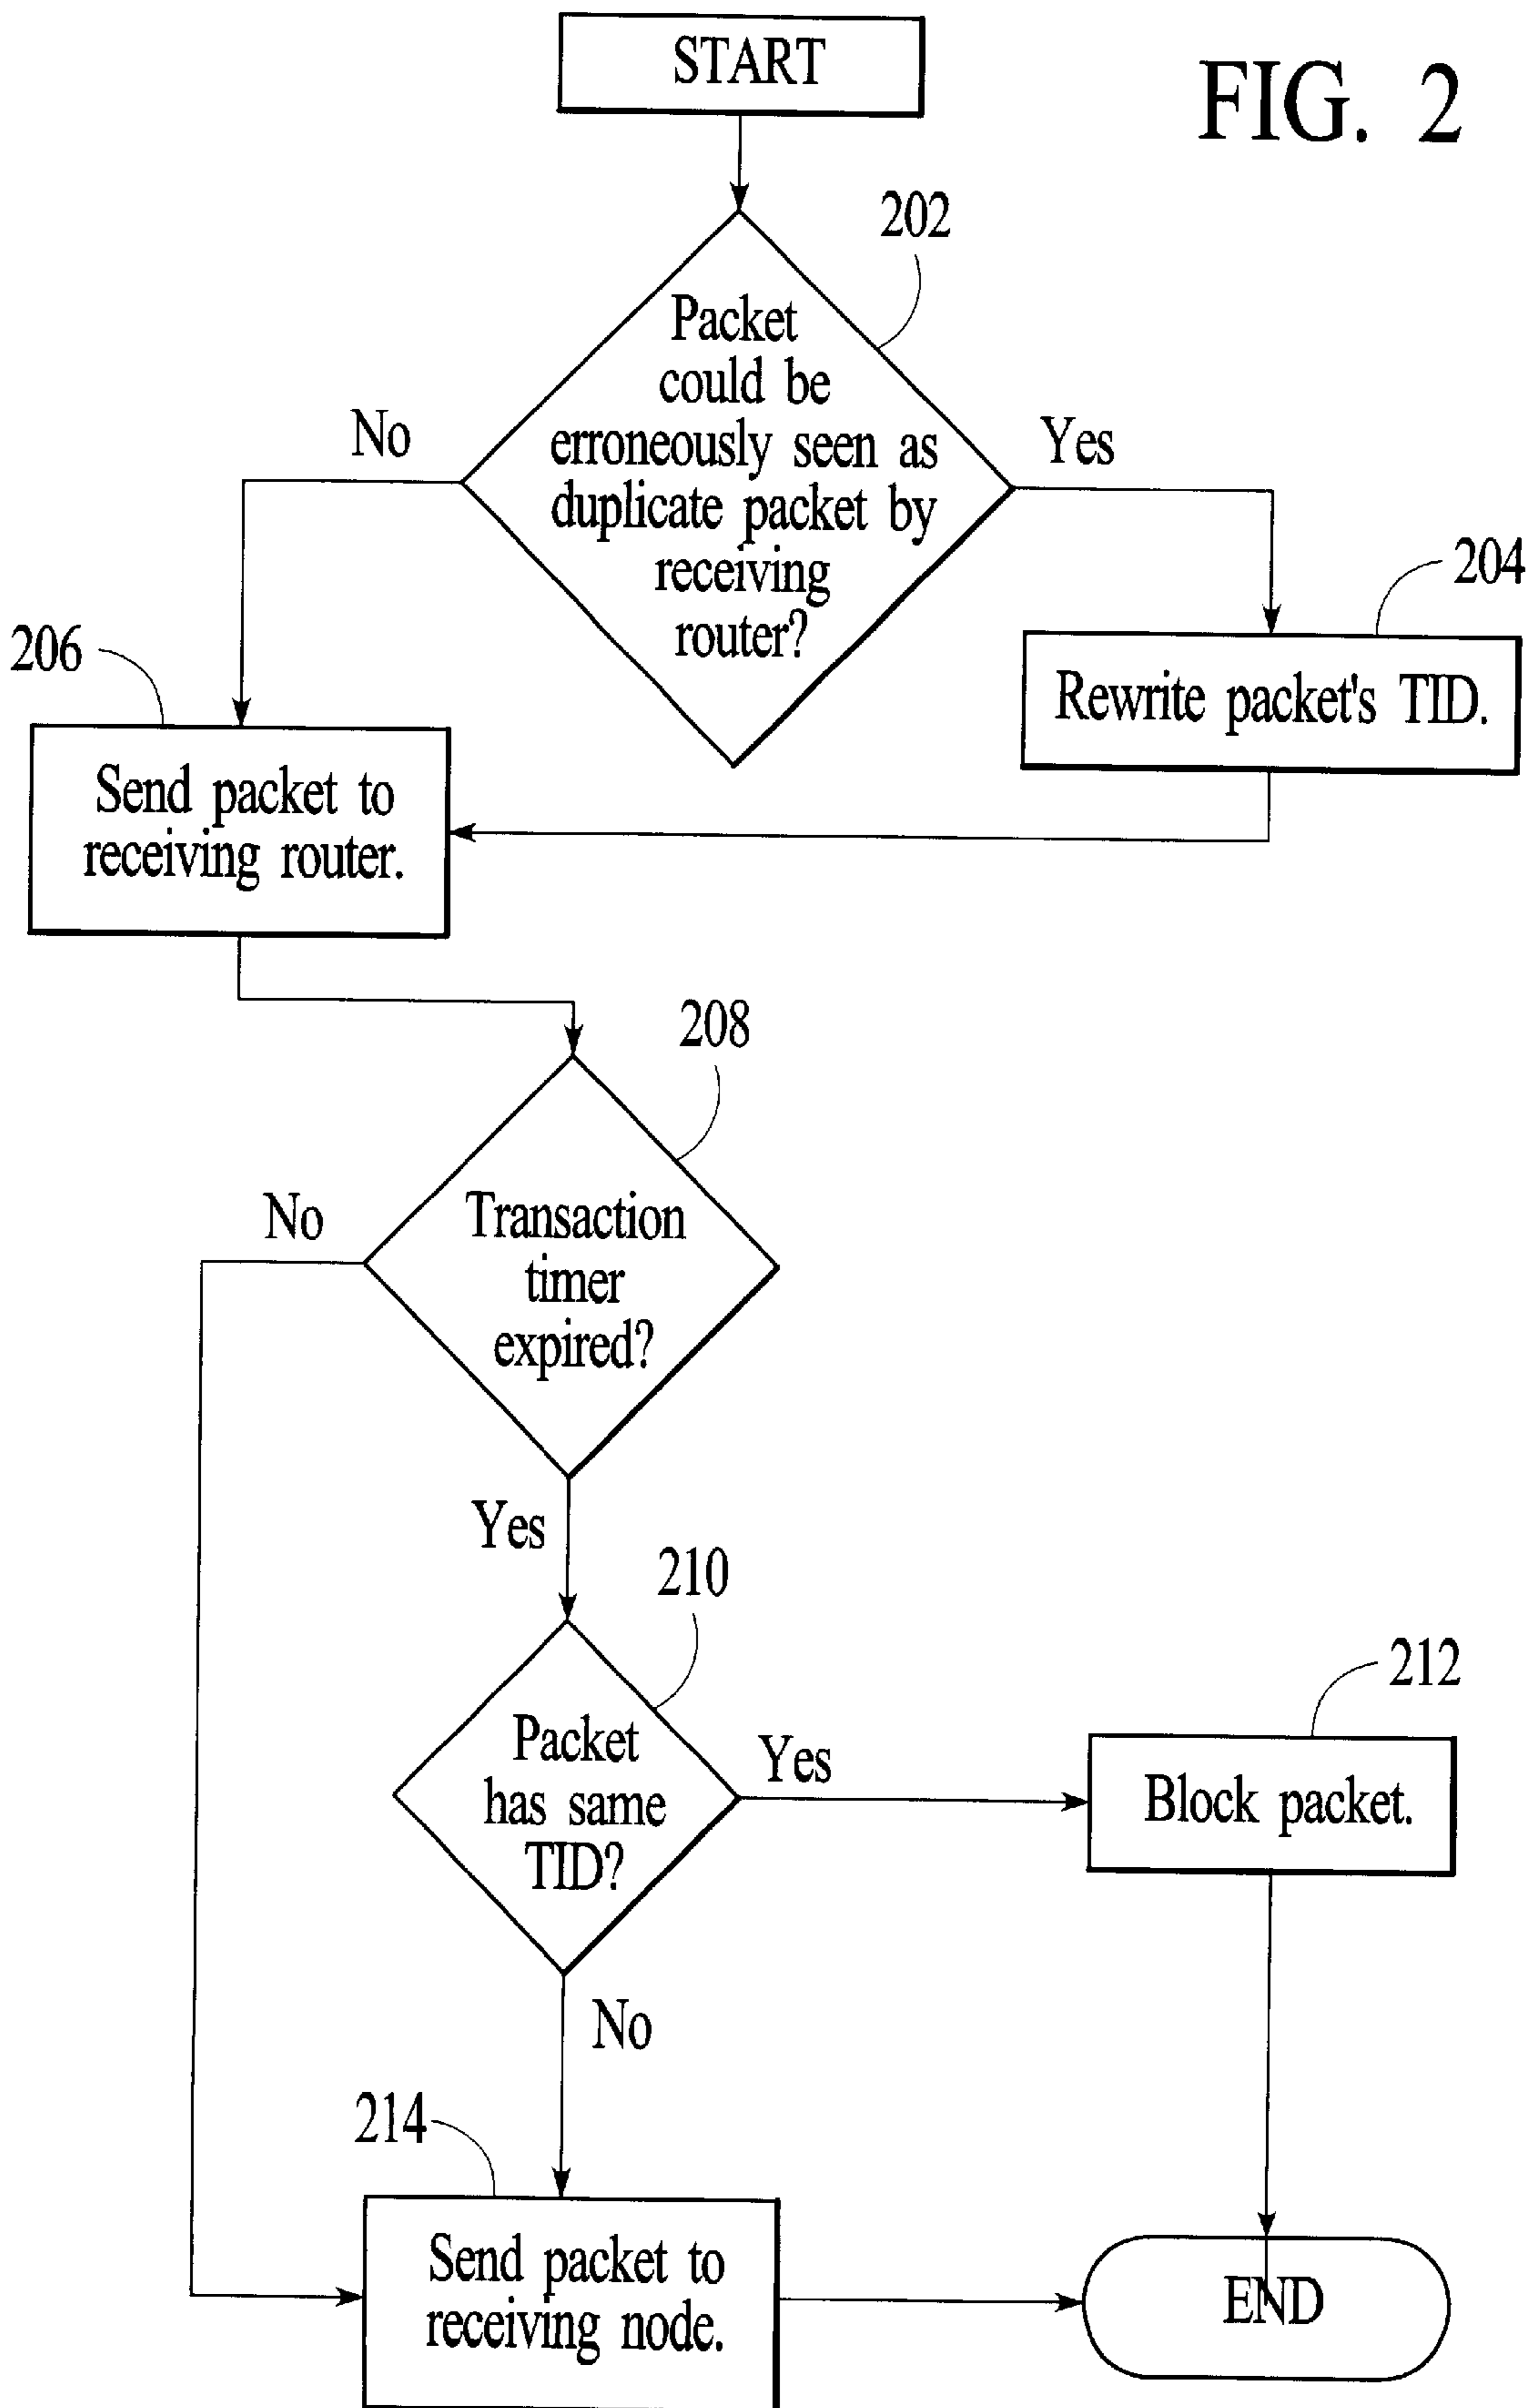 START
FIG. 2
202
Packet
could be
erroneously seen as
duplicate packet by
receiving
router?
No
Yes
204
Rewrite packet's TID.
206
Send packet to
receiving router.
208
Transaction
timer
expired?
No
Yes
210
Packet
has same
TID?
Yes
212
Block packet.
No
214
Send packet to
receiving node.
END